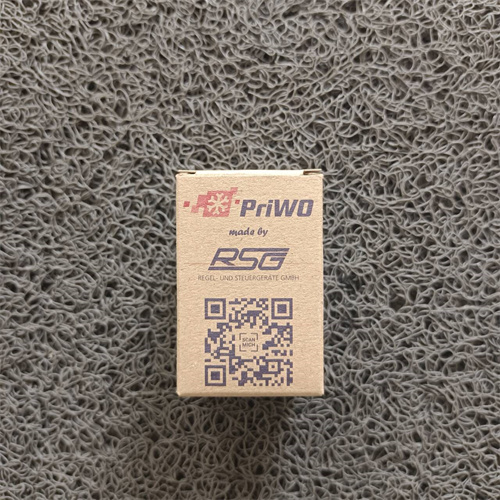 PriWO
made by
RSG
REGEL- UND STEUERGERÄTE GMBH
SCAN
MICH